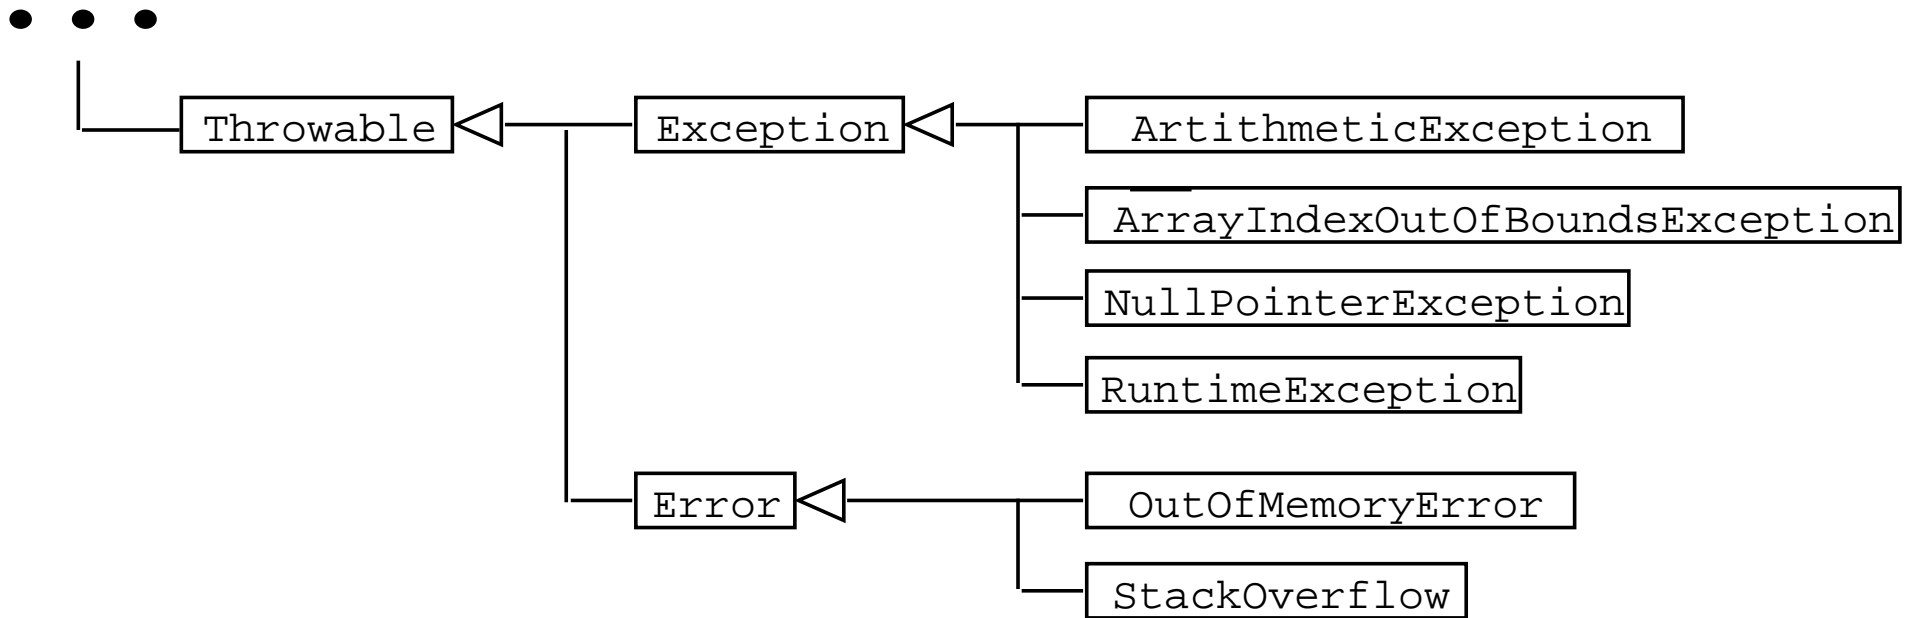 Throwable
Exception
ArtithmeticException
ArrayIndexOutOfBoundsException
NullPointerException
RuntimeException
Error
OutOfMemoryError
StackOverflow